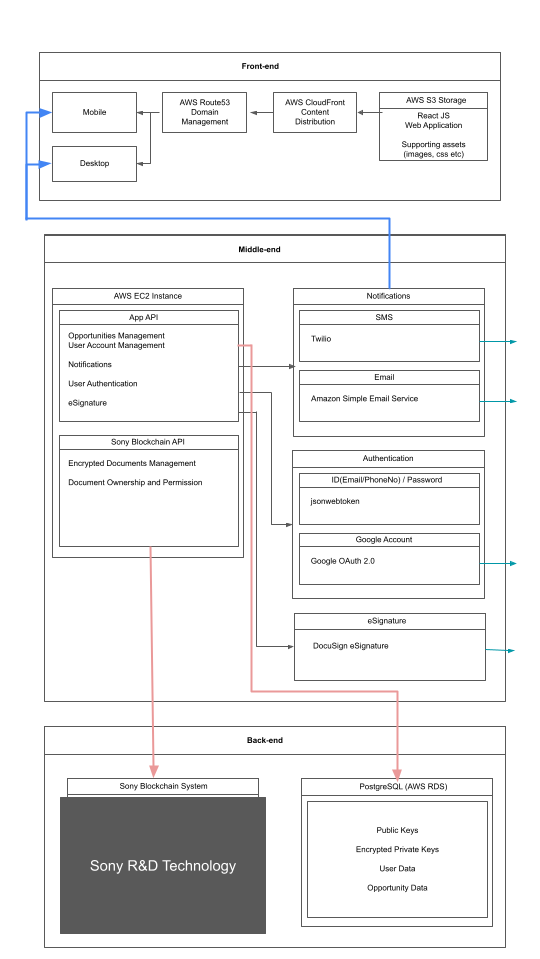 Front-end
Mobile
Desktop
AWS Route53
Domain
Management
AWS CloudFront
Content
Distribution
AWS S3 Storage
React JS
Web Application
Supporting assets
(images, css etc)
Middle-end
AWS EC2 Instance
App API
Opportunities Management
User Account Management
Notifications
User Authentication
eSignature
Sony Blockchain API
Encrypted Documents Management
Document Ownership and Permission
Notifications
SMS
Twilio
Email
Amazon Simple Email Service
Authentication
ID(Email/PhoneNo) / Password
jsonwebtoken
Google Account
Google OAuth 2.0
eSignature
DocuSign eSignature
Back-end
Sony Blockchain System
Sony R&D Technology
PostgreSQL (AWS RDS)
Public Keys
Encrypted Private Keys
User Data
Opportunity Data